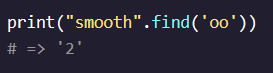 print("smooth".find('oo'))
# => '2'